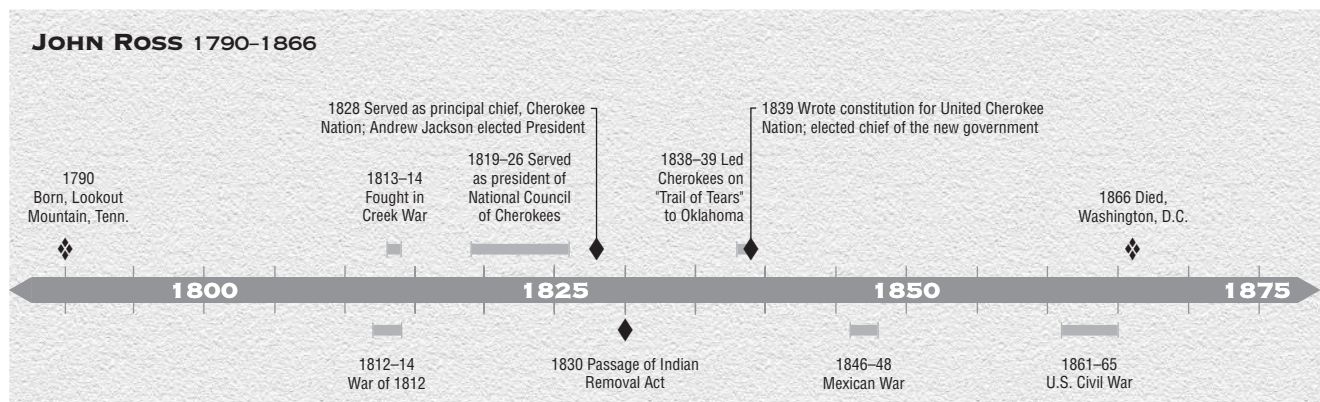 JOHN ROSS 1790–1866
1828 Served as principal chief, Cherokee
Nation; Andrew Jackson elected President
1839 Wrote constitution for United Cherokee
Nation; elected chief of the new government
1790
Born, Lookout
Mountain, Tenn.
1813–14
Fought in
Creek War
1819–26 Served
as president of
National Council
of Cherokees
1838–39 Led
Cherokees on
"Trail of Tears"
to Oklahoma
1866 Died,
Washington, D.C.
1800
1825
1850
1875
1812–14
War of 1812
1830 Passage of Indian
Removal Act
1846–48
Mexican War
1861–65
U.S. Civil War